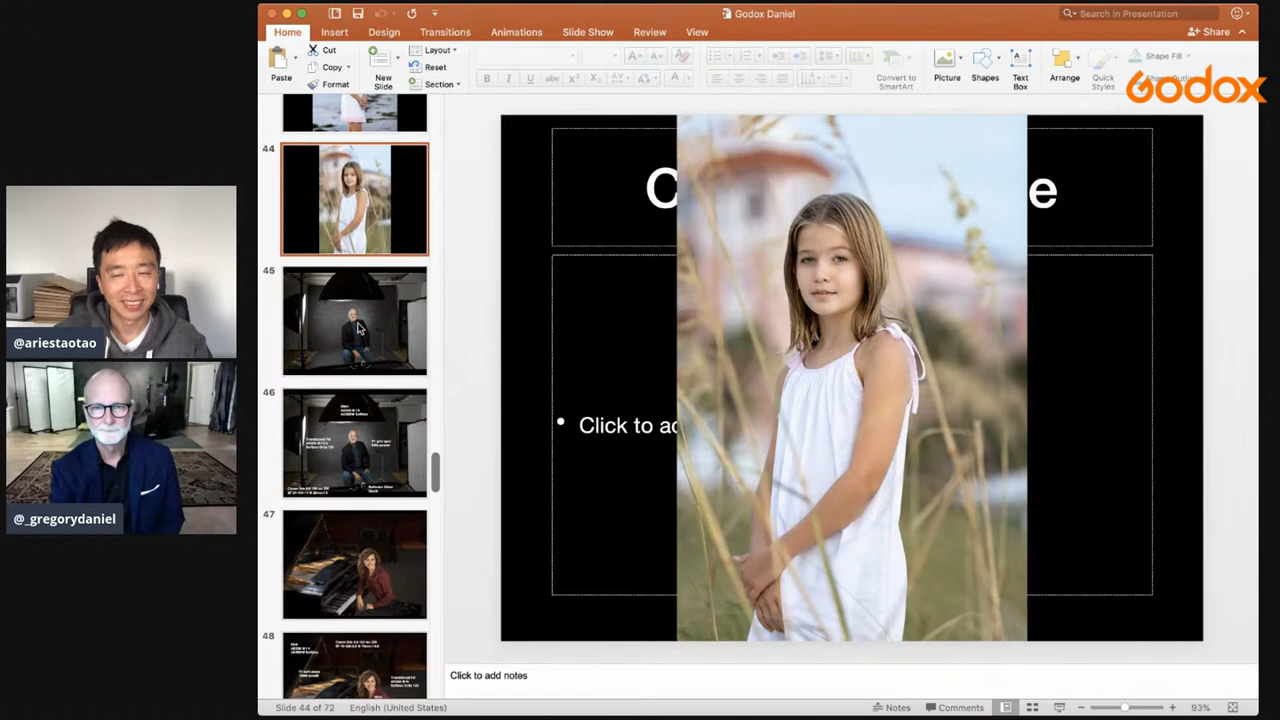 Godox Daniel
Search in Presentation
Home
Insert
Design
Transitions
Animations
Slide Show
Review
View
Share
Paste
Cut
Copy
Format
New
Slide
Layout
Reset
Section
Convert to
SmartArt
Picture
Shapes
Text
Box
Arrange
Quick
Styles
Shape Fill
Godox
44
45
46
47
48
C
e
Click to ad
@ariestaotao
@_gregorydaniel
Click to add notes
Slide 44 of 72
English (United States)
Notes
Comments
93%